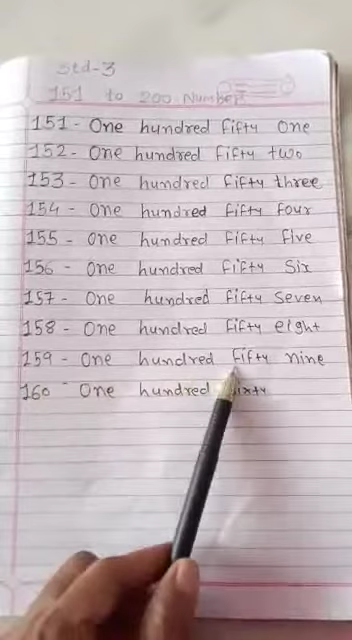 Std-3
151 to 200 Numbers
151 - One hundred fifty One
152 - One hundred fifty two
153 - One hundred fifty three
154 - One hundred fifty four
155 - One hundred fifty five
156 - One hundred fifty Six
157 - One hundred fifty Seven
158 - One hundred fifty eight
159 - One hundred fifty nine
160 - One hundred Sixty